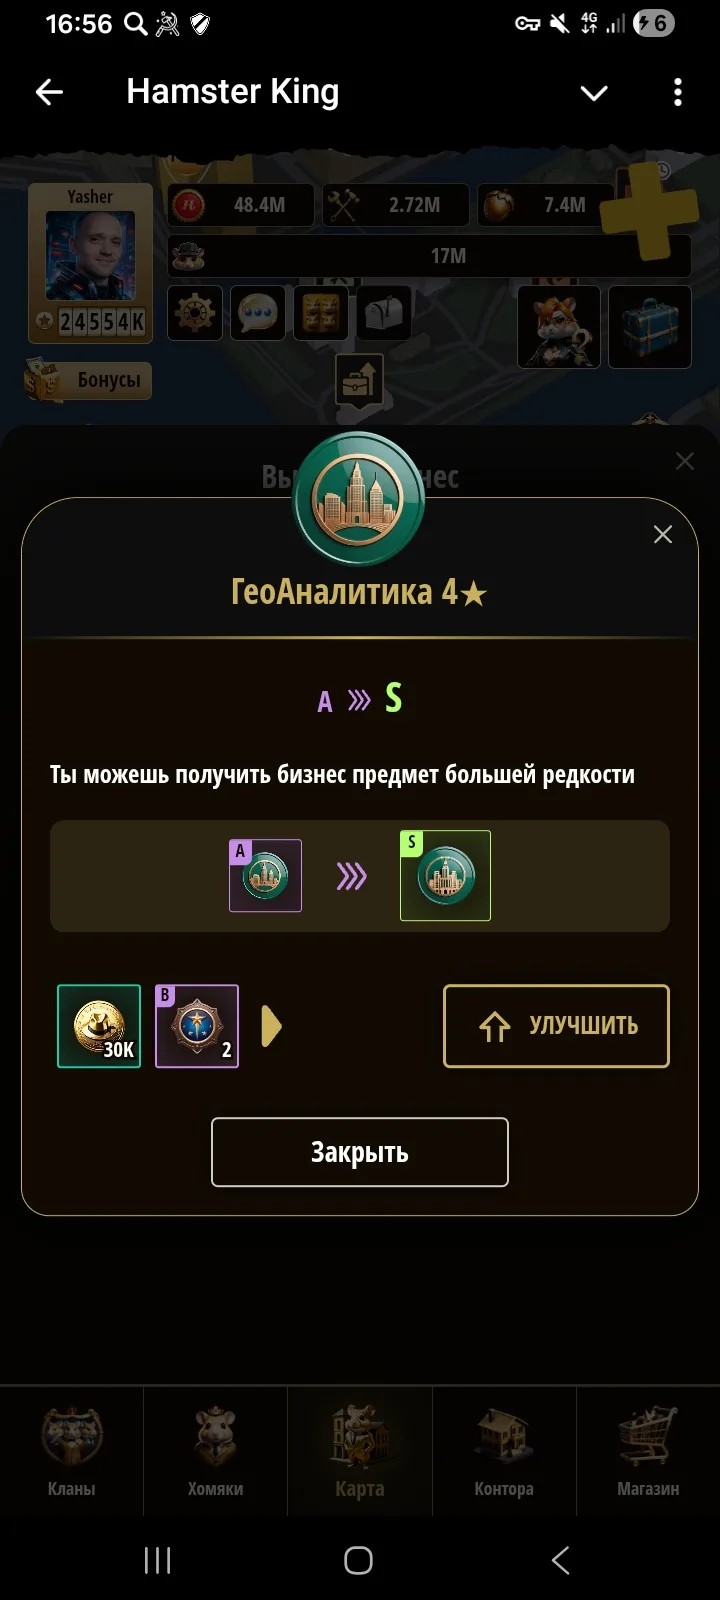 16:56
4G
6
Hamster King
Yasher
48.4M
2.72M
7.4M
17M
24554K
Бонусы
ГеоАналитика 4★
A
S
Ты можешь получить бизнес предмет большей редкости
A
S
30K
B
2
УЛУЧШИТЬ
Закрыть
Кланы
Хомяки
Карта
Контора
Магазин